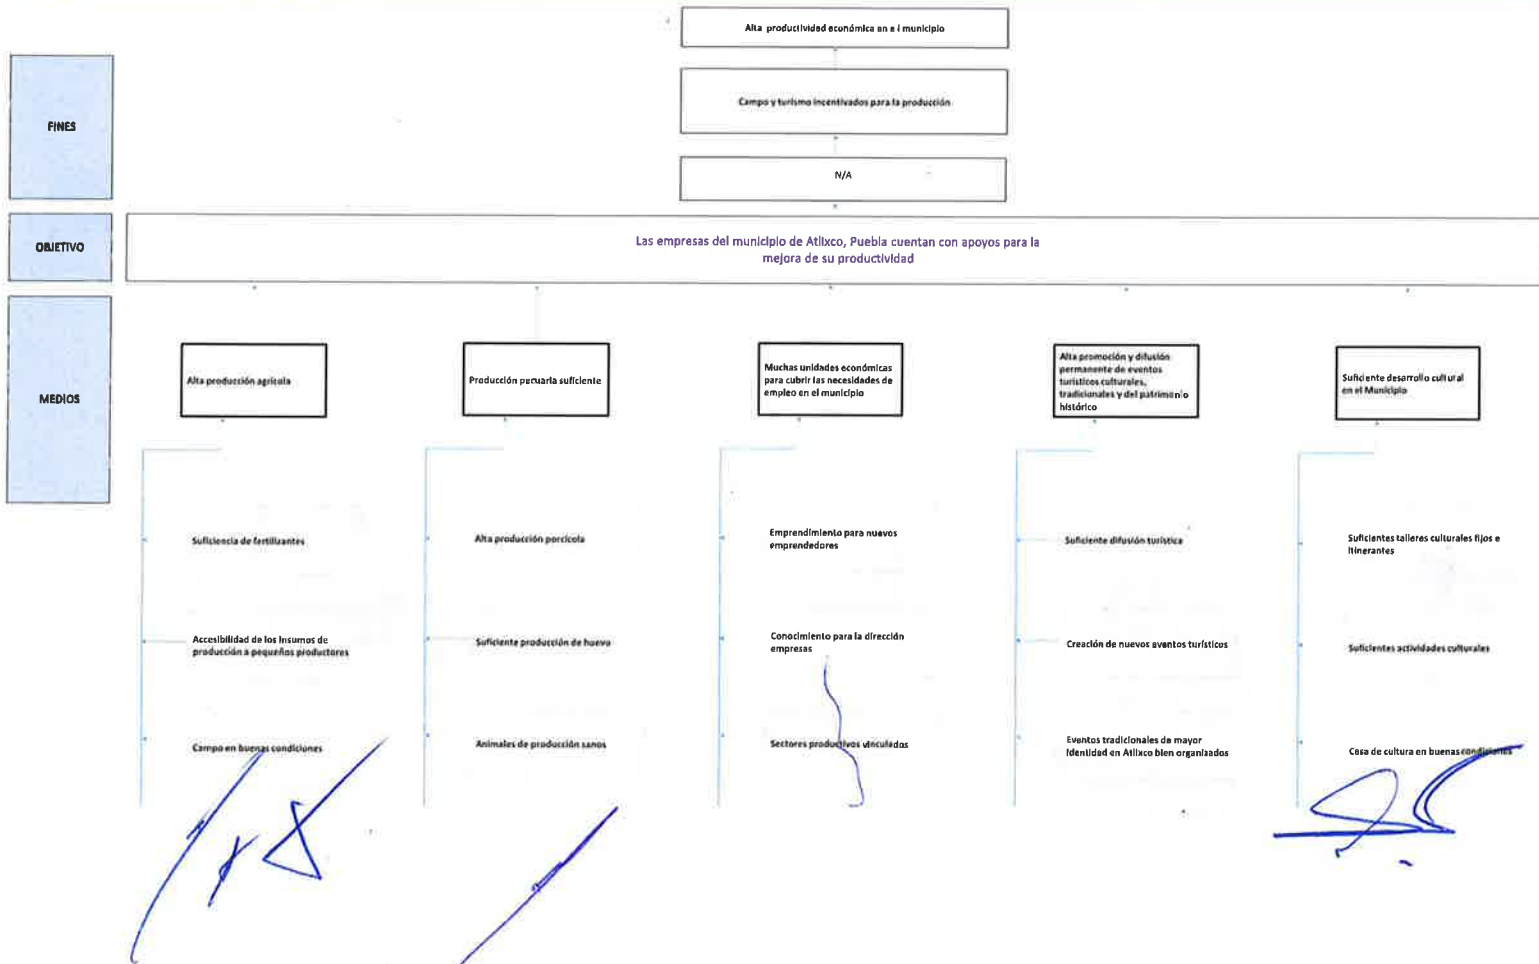 Alta productividad económica en e l municipio
FINES
Campo y turismo incentivados para la producción
N/A
OBJETIVO
Las empresas del municipio de Atlixco, Puebla cuentan con apoyos para la
mejora de su productividad
MEDIOS
Alta producción agrícola
Producción pecuaria suficiente
Muchas unidades económicas
para cubrir las necesidades de
empleo en el municipio
Alta promoción y difusión
permanente de eventos
turísticos culturales,
tradicionales y del patrimonio
histórico
Suficiente desarrollo cultural
en el Municipio
Suficiencia de fertilizantes
Accesibilidad de los insumos de
producción a pequeños productores
Campo en buenas condiciones
Alta producción porcícola
Suficiente producción de huevo
Animales de producción sanos
Emprendimiento para nuevos
emprendedores
Conocimiento para la dirección
empresas
Sectores productivos vinculados
Suficiente difusión turística
Creación de nuevos eventos turísticos
Eventos tradicionales de mayor
identidad en Atlixco bien organizados
Suficientes talleres culturales fijos e
itinerantes
Suficientes actividades culturales
Casa de cultura en buenas condiciones